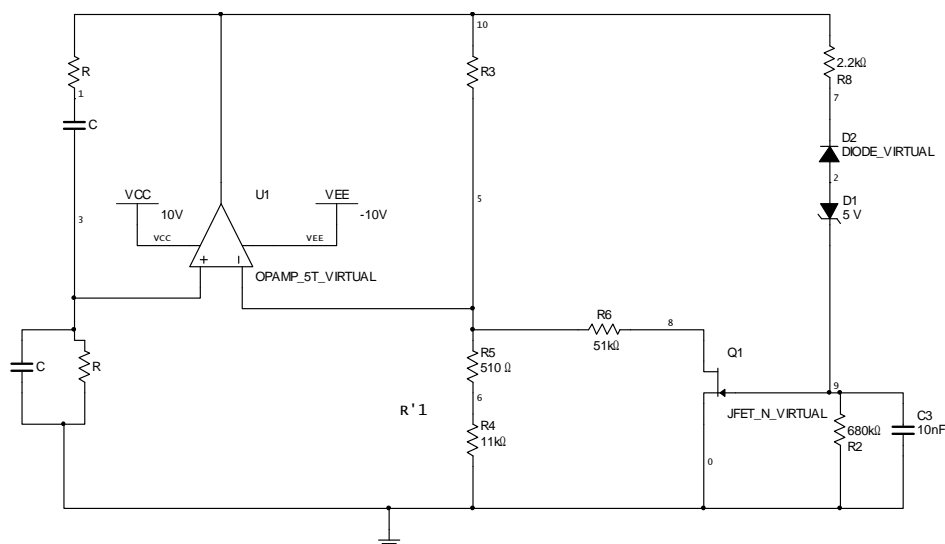 10
R
1
C
3
R3
5
2.2kΩ
R8
7
D2
DIODE_VIRTUAL
2
D1
5 V
U1
VCC
10V
VCC
VEE
-10V
VEE
+
–
OPAMP_5T_VIRTUAL
C
R
R5
510 Ω
6
R'1
R4
11kΩ
R6
51kΩ
8
Q1
JFET_N_VIRTUAL
0
9
680kΩ
R2
C3
10nF